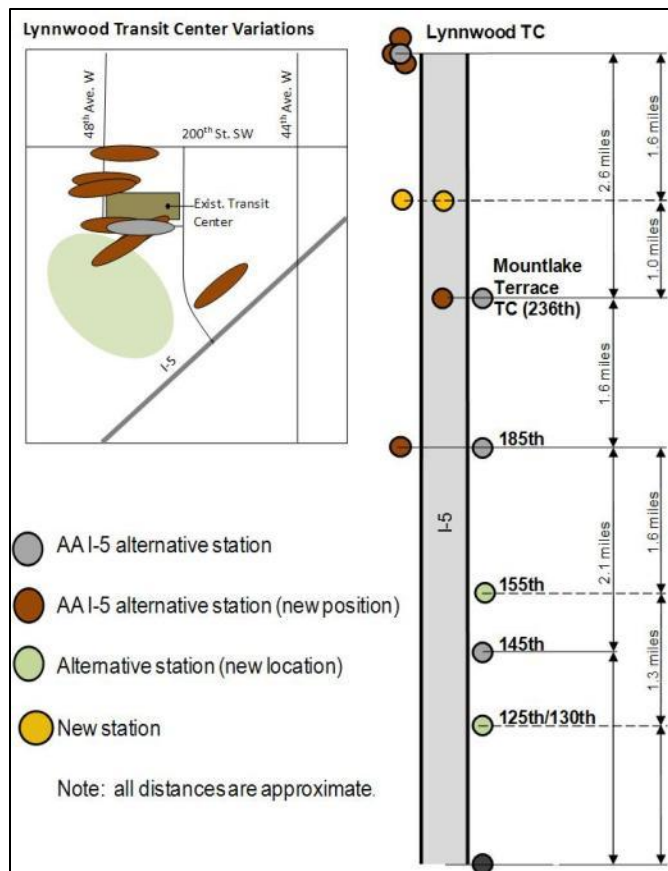 Lynnwood Transit Center Variations
48th Ave. W
44th Ave. W
200th St. SW
Exist. Transit
Center
I-5
AA I-5 alternative station
AA I-5 alternative station (new position)
Alternative station (new location)
New station
Note: all distances are approximate.
Lynnwood TC
2.6 miles
1.6 miles
1.0 miles
Mountlake
Terrace
TC (236th)
1.6 miles
185th
I-5
2.1 miles
1.6 miles
155th
145th
1.3 miles
125th/130th